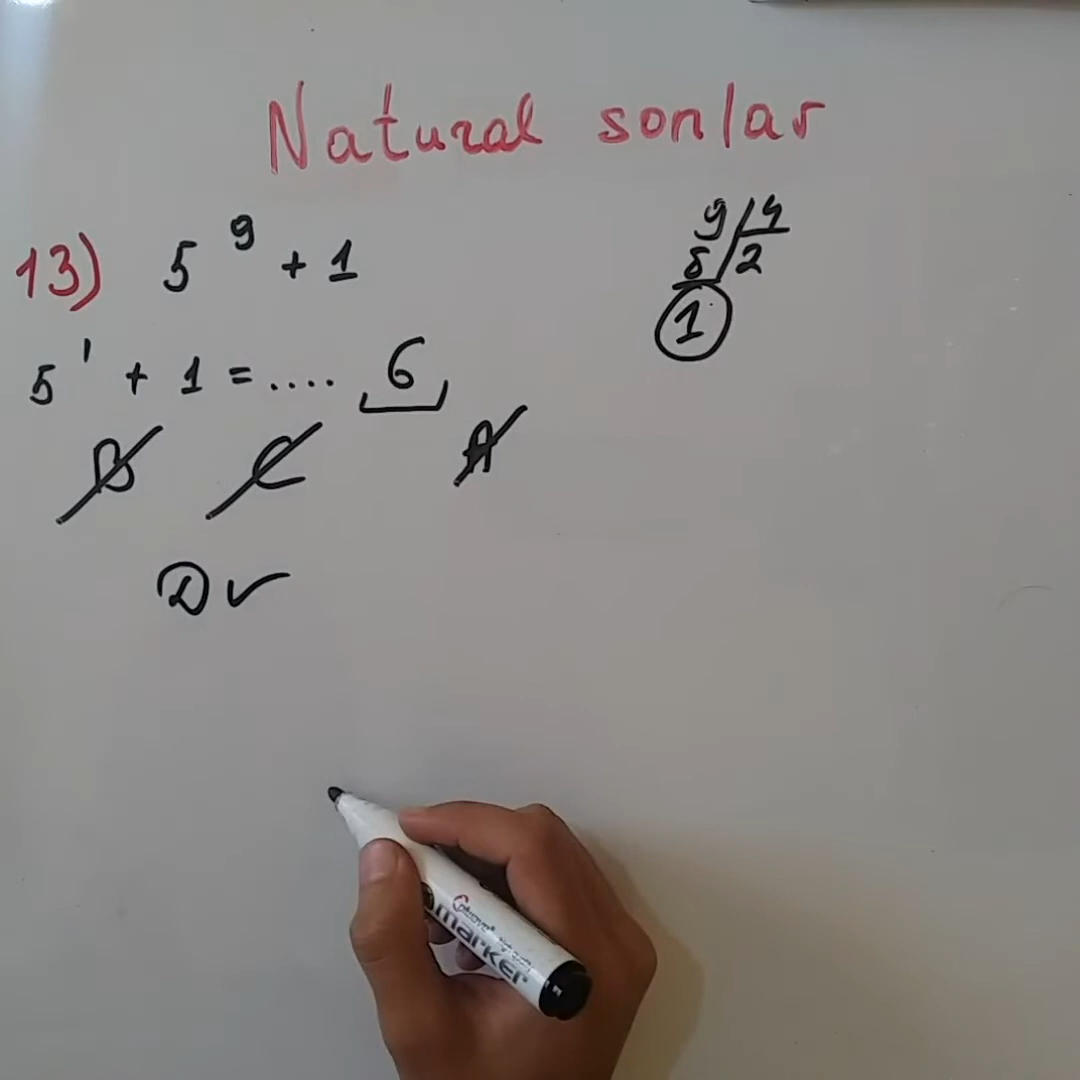 Natural sonlar
13) 5⁹ + 1
9 4
8 2
1
5¹ + 1 = .... 6
B C A
D ✓
marker